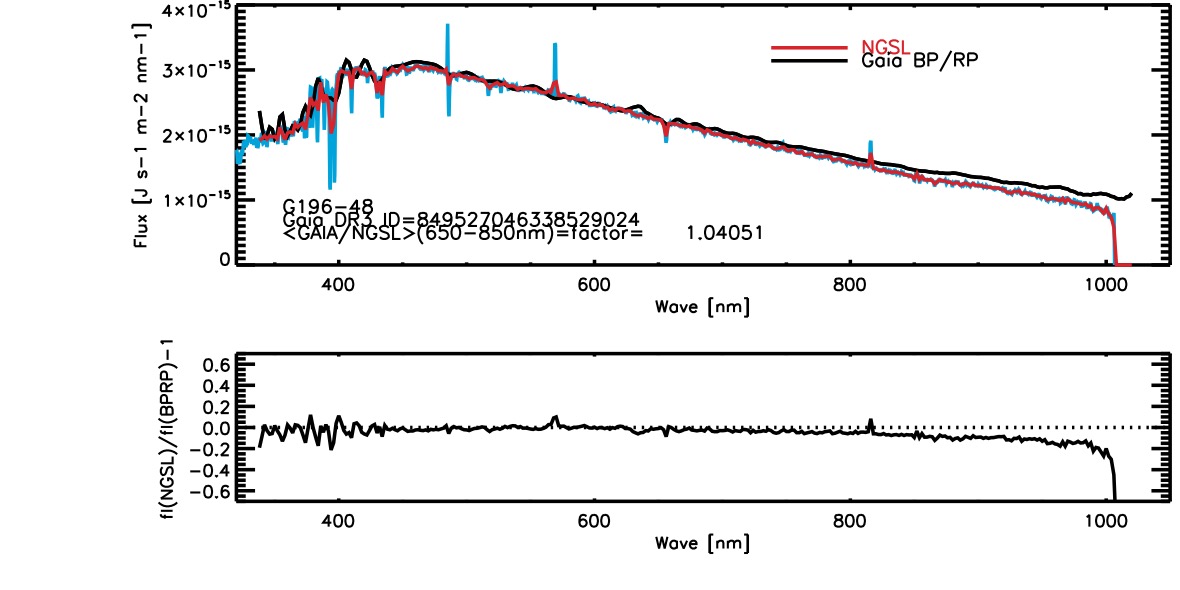 4×10−15
3×10−15
2×10−15
1×10−15
0
Flux [J s−1 m−2 nm−1]
NGSL
Gaia BP/RP
G196−48
Gaia DR3 ID=849527046338529024
<GAIA/NGSL>(650−850nm)=factor= 1.04051
400 600 800 1000
Wave [nm]
fl(NGSL)/fl(BPRP)−1
0.6
0.4
0.2
0.0
−0.2
−0.4
−0.6
400 600 800 1000
Wave [nm]